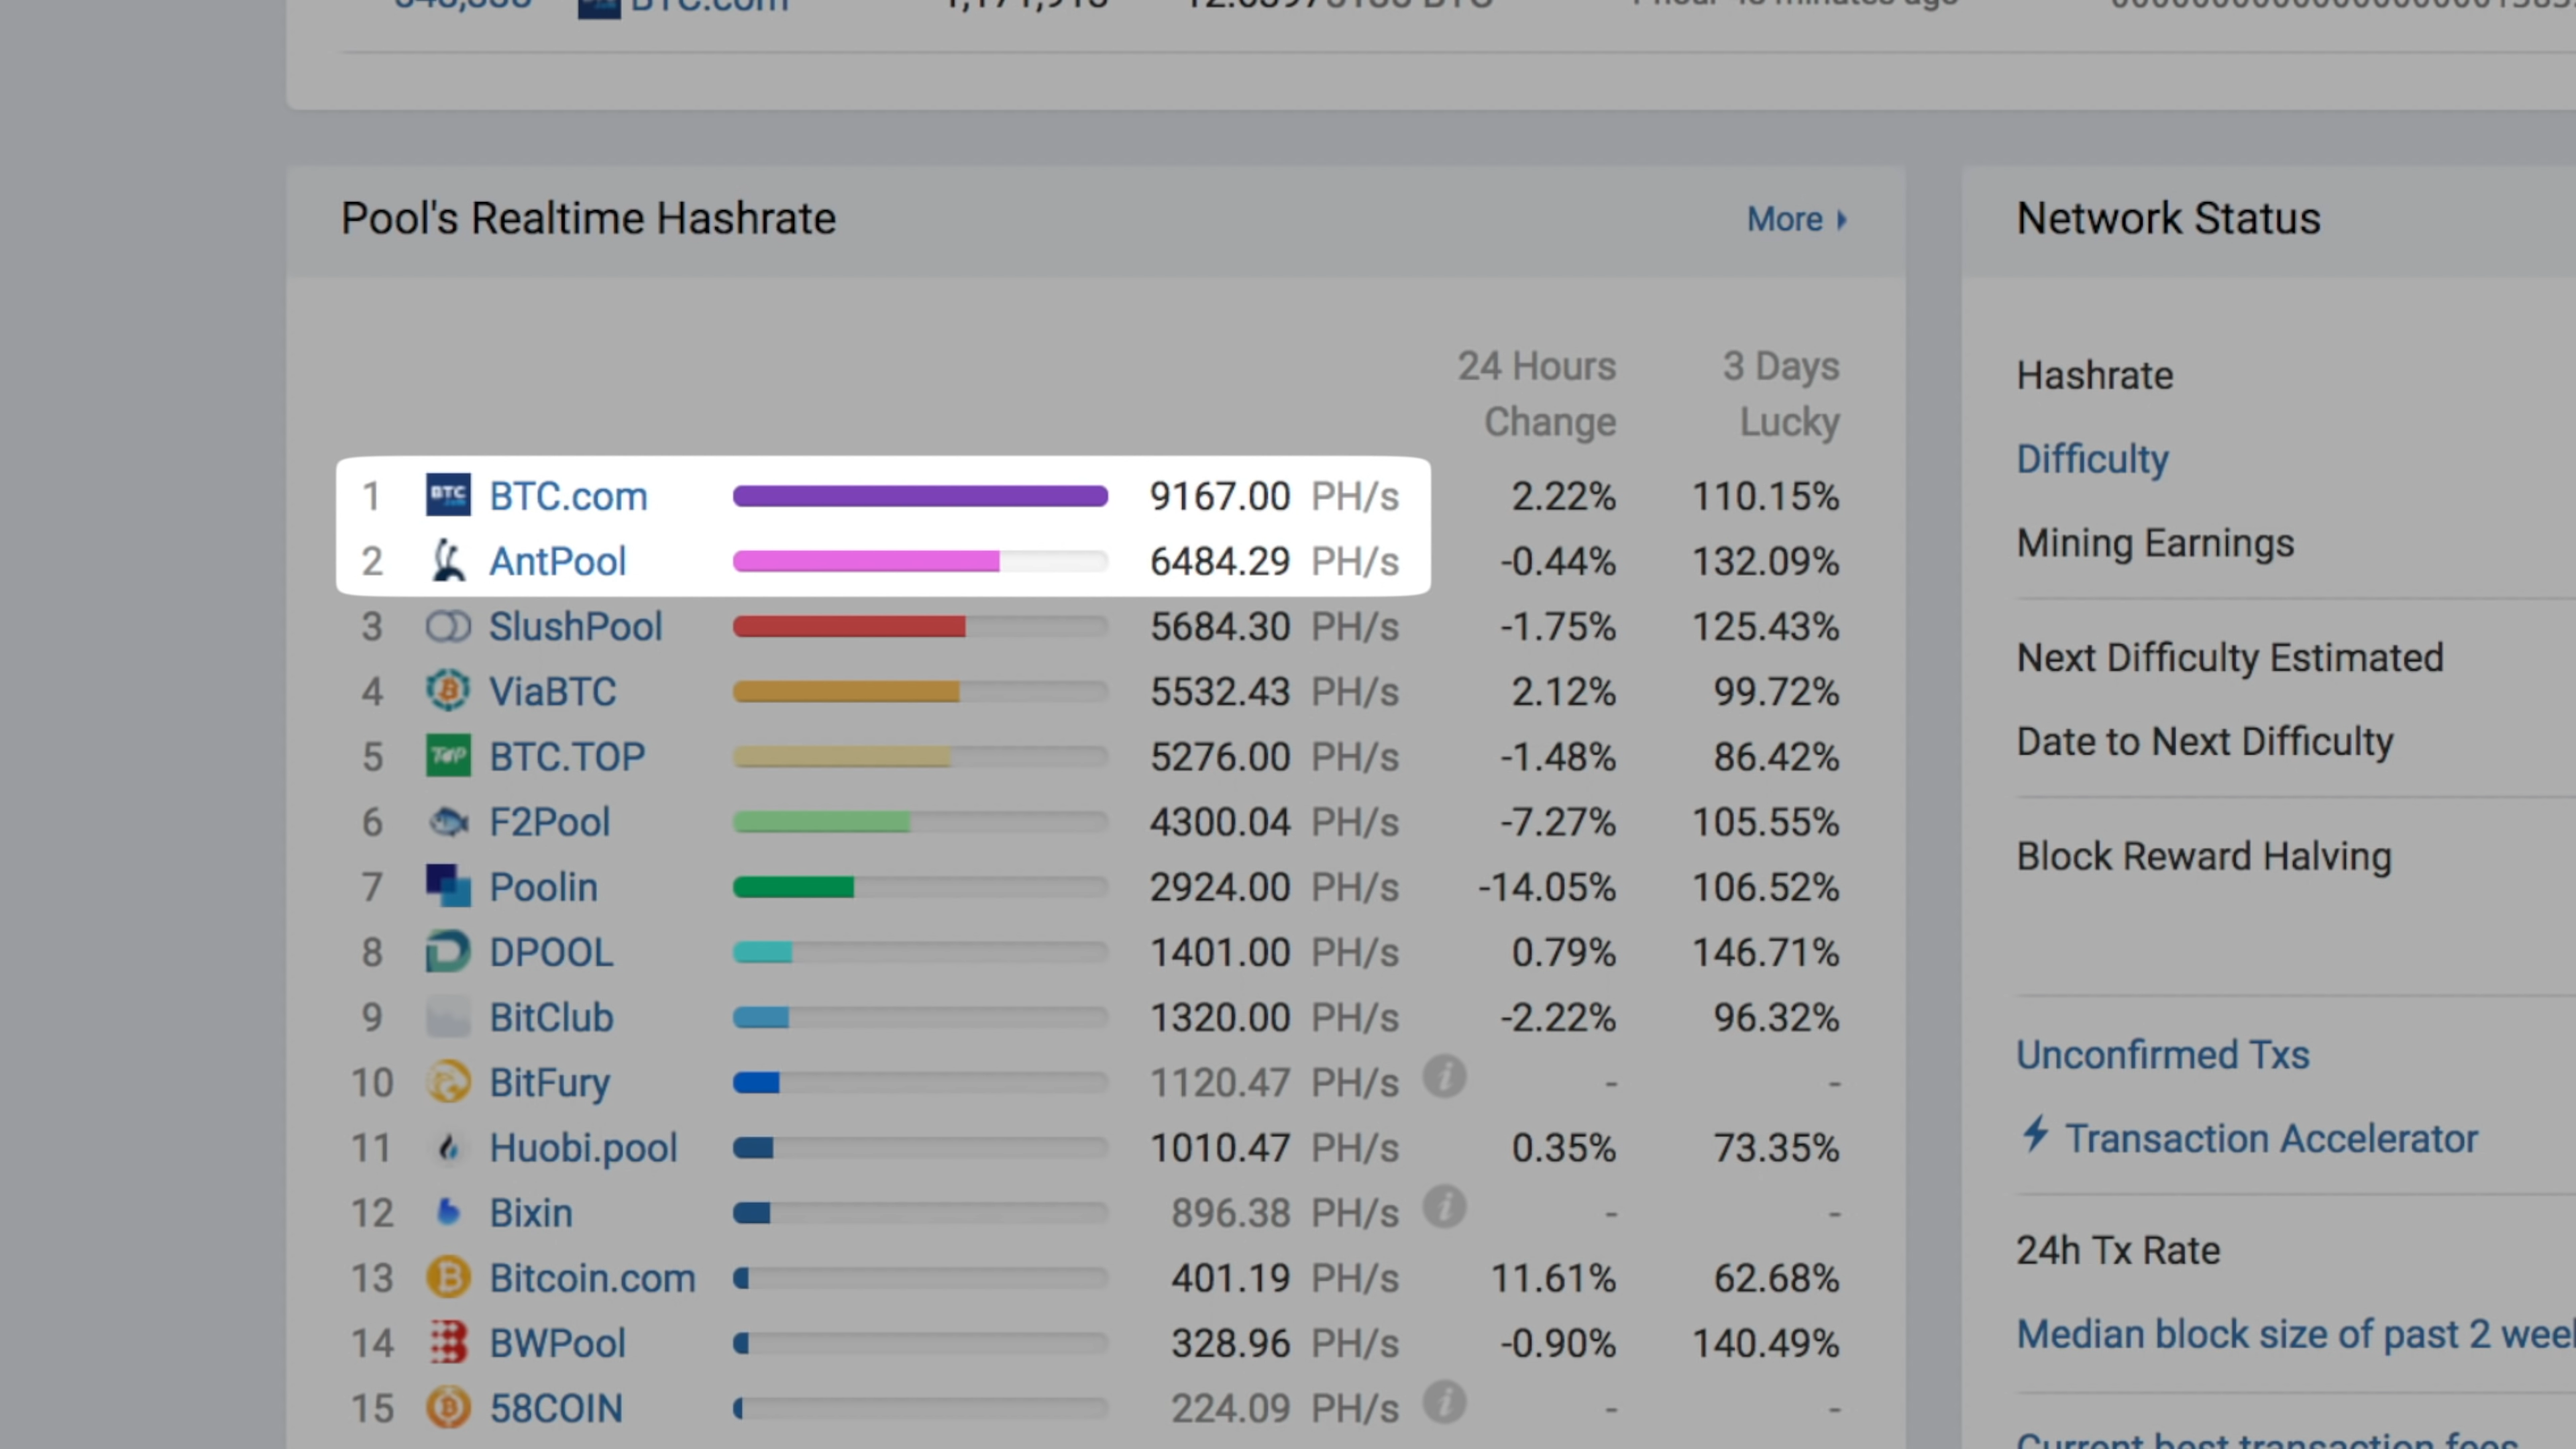 BTC.com
Pool's Realtime Hashrate More
24 Hours Change 3 Days Lucky
1 BTC.com 9167.00 PH/s 2.22% 110.15%
2 AntPool 6484.29 PH/s -0.44% 132.09%
3 SlushPool 5684.30 PH/s -1.75% 125.43%
4 ViaBTC 5532.43 PH/s 2.12% 99.72%
5 BTC.TOP 5276.00 PH/s -1.48% 86.42%
6 F2Pool 4300.04 PH/s -7.27% 105.55%
7 Poolin 2924.00 PH/s -14.05% 106.52%
8 DPOOL 1401.00 PH/s 0.79% 146.71%
9 BitClub 1320.00 PH/s -2.22% 96.32%
10 BitFury 1120.47 PH/s - -
11 Huobi.pool 1010.47 PH/s 0.35% 73.35%
12 Bixin 896.38 PH/s - -
13 Bitcoin.com 401.19 PH/s 11.61% 62.68%
14 BWPool 328.96 PH/s -0.90% 140.49%
15 58COIN 224.09 PH/s - -
Network Status
Hashrate
Difficulty
Mining Earnings
Next Difficulty Estimated
Date to Next Difficulty
Block Reward Halving
Unconfirmed Txs
Transaction Accelerator
24h Tx Rate
Median block size of past 2
Current best transaction fees